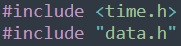 #include <time.h>
#include "data.h"